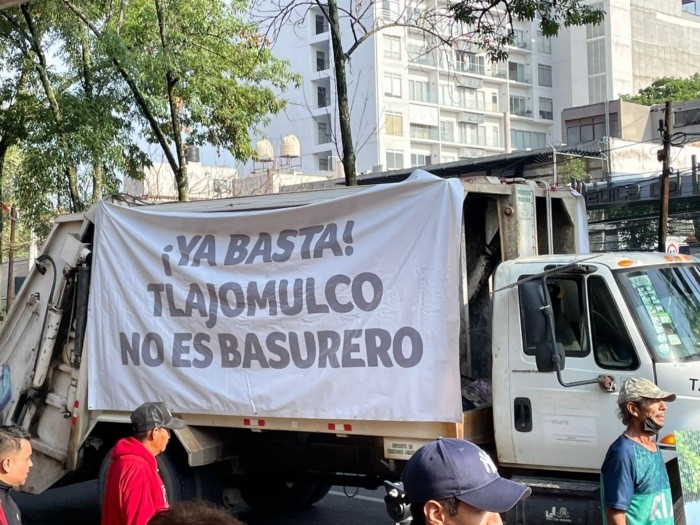 ¡YA BASTA!
TLAJOMULCO
NO ES BASURERO